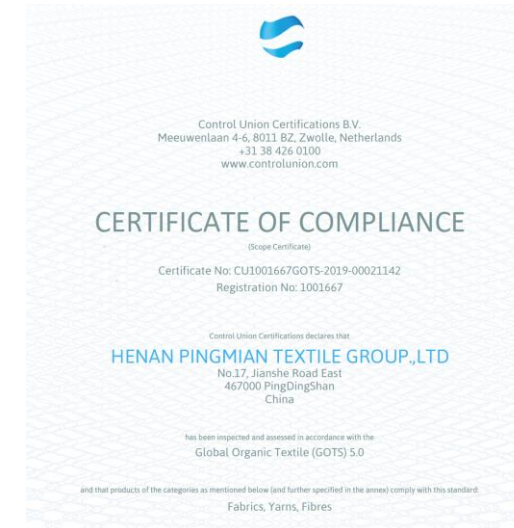 Control Union Certifications B.V.
Meeuwenlaan 4-6, 8011 BZ, Zwolle, Netherlands
+31 38 426 0100
www.controlunion.com
CERTIFICATE OF COMPLIANCE
(Scope Certificate)
Certificate No: CU1001667GOTS-2019-00021142
Registration No: 1001667
Control Union Certifications declares that
HENAN PINGMIAN TEXTILE GROUP.,LTD
No.17, Jianshe Road East
467000 PingDingShan
China
has been inspected and assessed in accordance with the
Global Organic Textile (GOTS) 5.0
and that products of the categories as mentioned below (and further specified in the annex) comply with this standard:
Fabrics, Yarns, Fibres